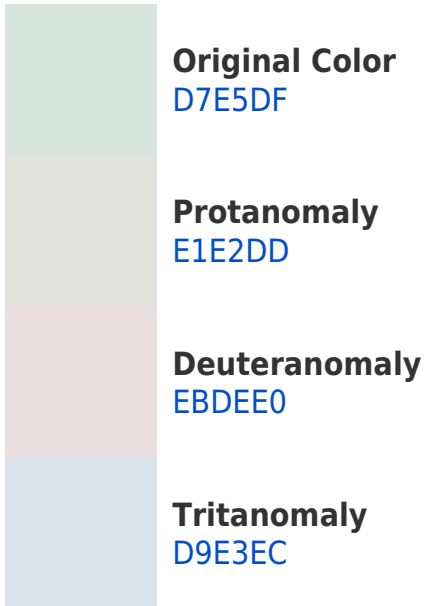 Original Color
D7E5DF
Protanomaly
E1E2DD
Deuteranomaly
EBDEE0
Tritanomaly
D9E3EC